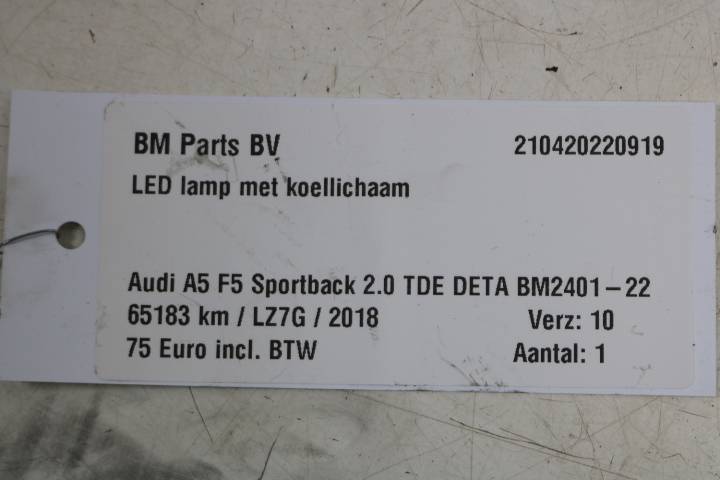 BM Parts BV 210420220919
LED lamp met koellichaam
Audi A5 F5 Sportback 2.0 TDE DETA BM2401-22
65183 km / LZ7G / 2018 Verz: 10
75 Euro incl. BTW Aantal: 1